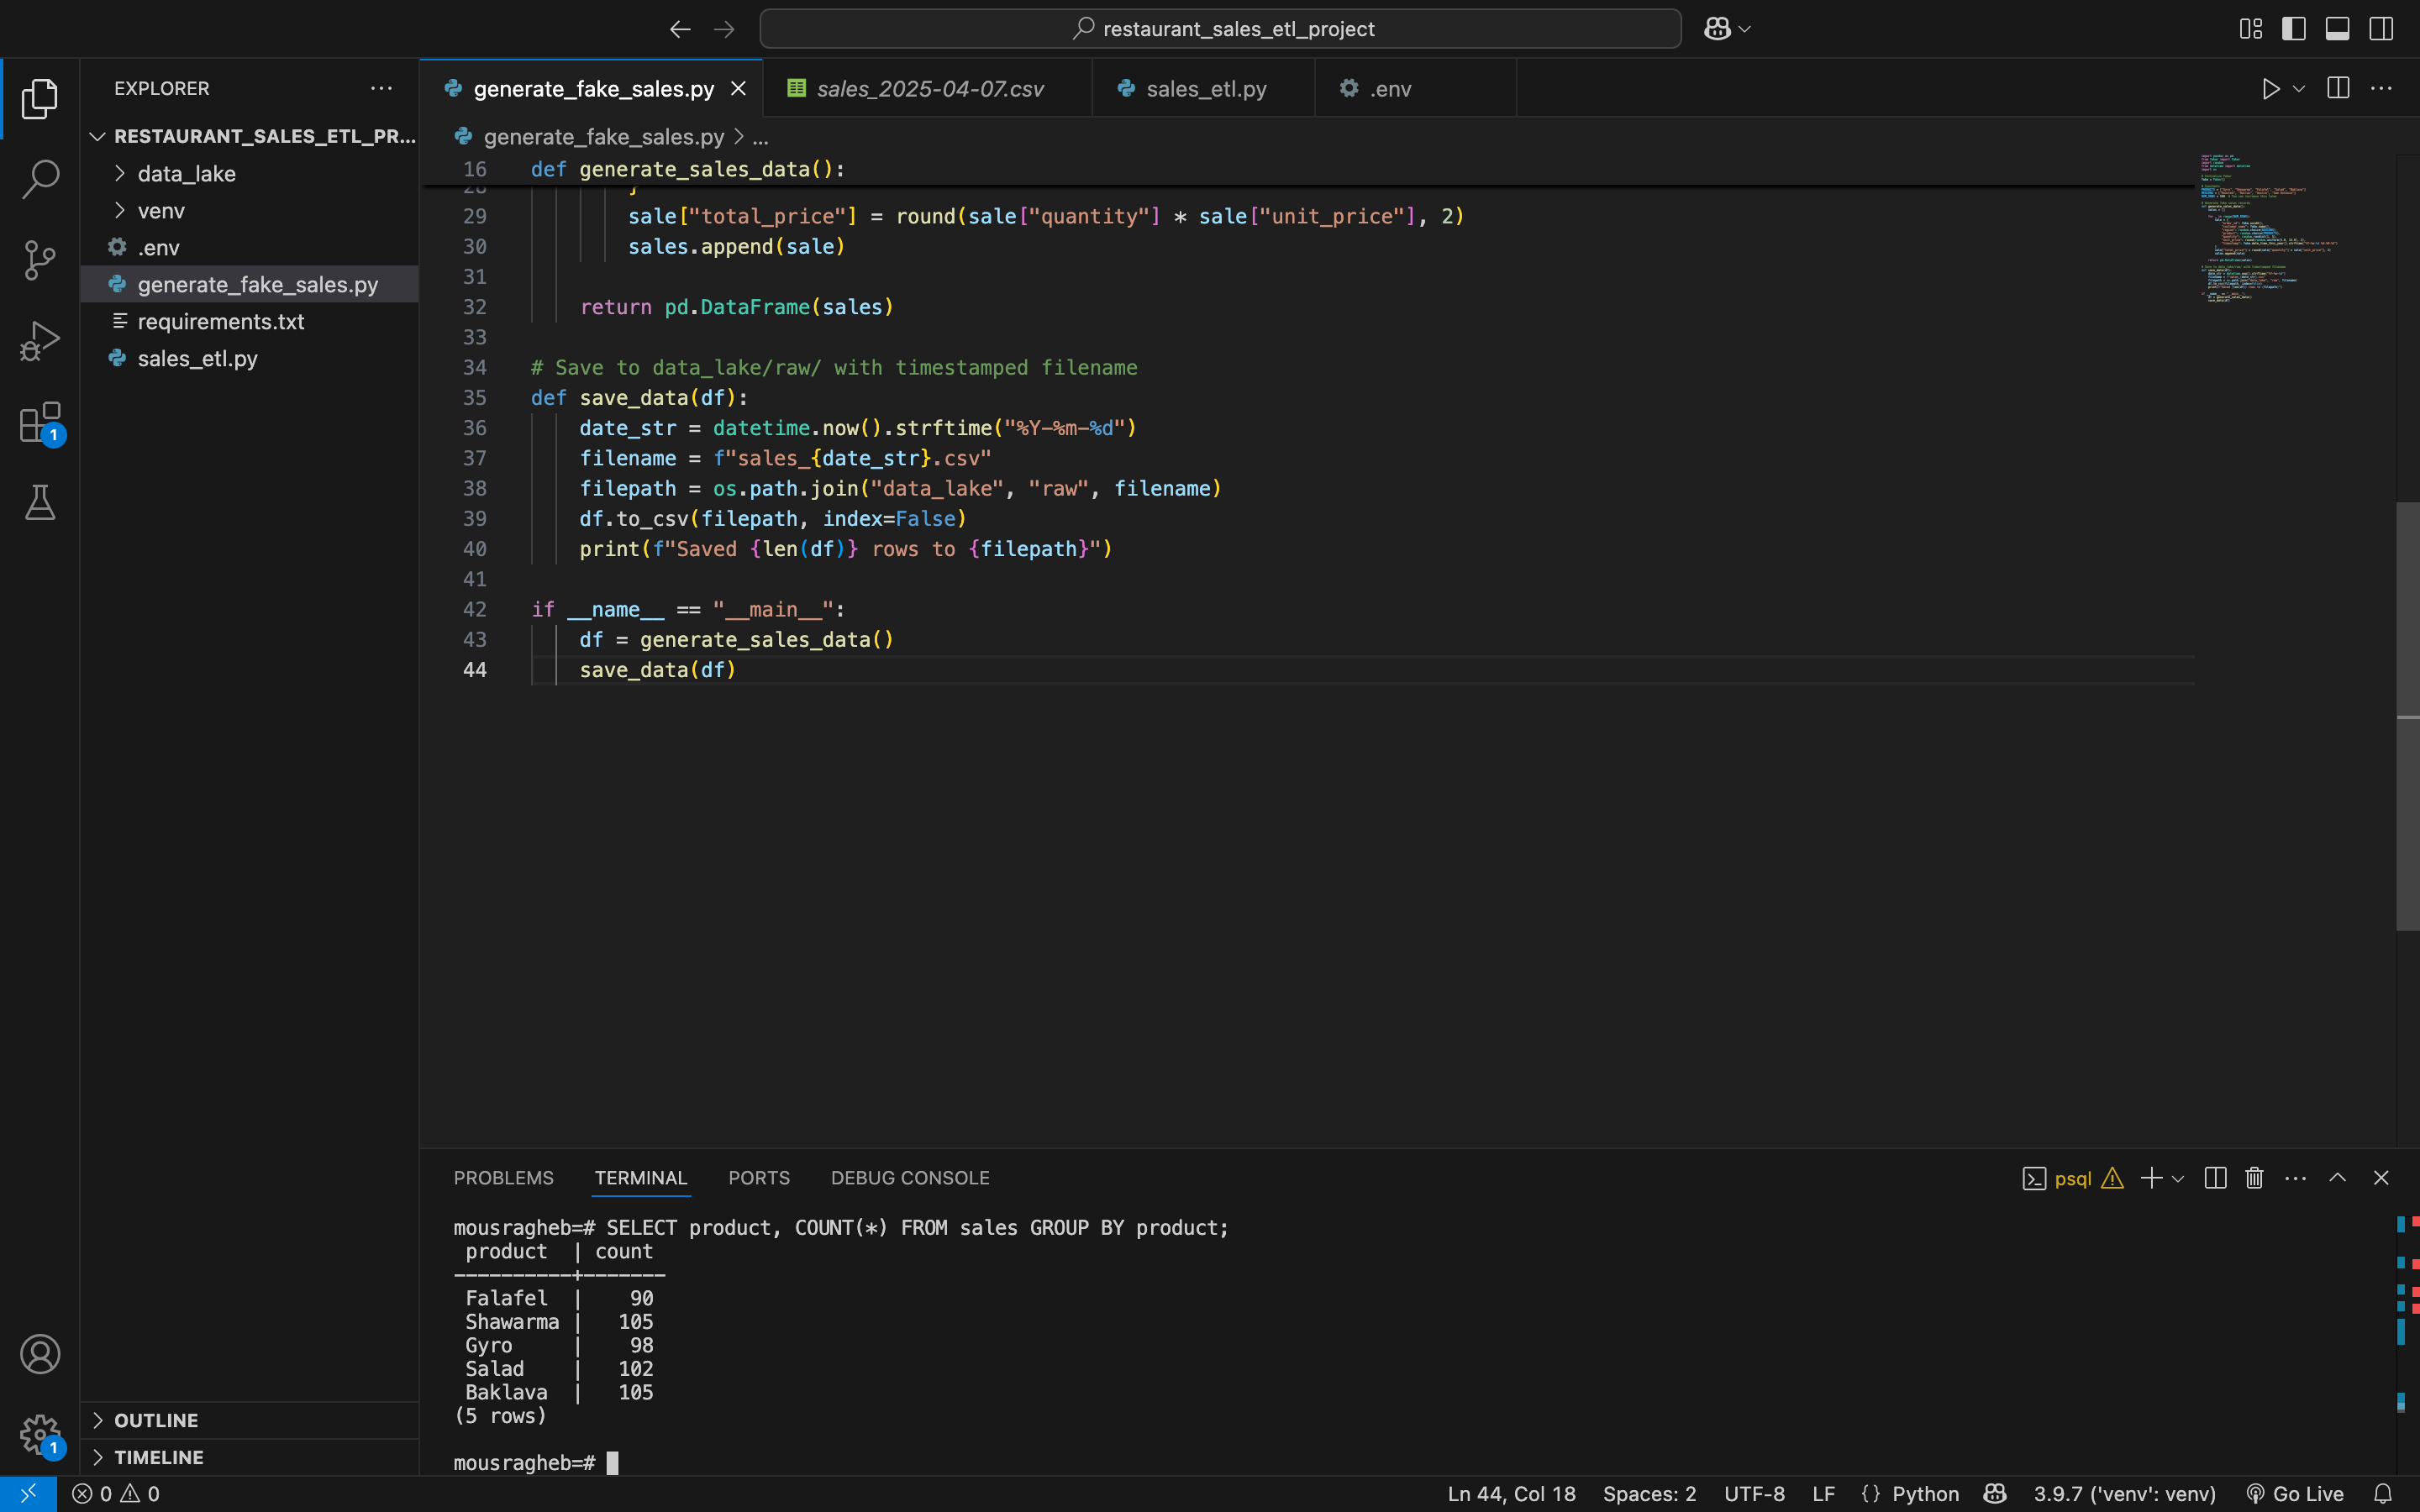 restaurant_sales_etl_project
EXPLORER
generate_fake_sales.py
sales_2025-04-07.csv
sales_etl.py
.env
RESTAURANT_SALES_ETL_PR...
data_lake
venv
.env
generate_fake_sales.py
requirements.txt
sales_etl.py
OUTLINE
TIMELINE
generate_fake_sales.py > ...
16 def generate_sales_data():
28 }
29 sale["total_price"] = round(sale["quantity"] * sale["unit_price"], 2)
30 sales.append(sale)
31
32 return pd.DataFrame(sales)
33
34 # Save to data_lake/raw/ with timestamped filename
35 def save_data(df):
36 date_str = datetime.now().strftime("%Y-%m-%d")
37 filename = f"sales_{date_str}.csv"
38 filepath = os.path.join("data_lake", "raw", filename)
39 df.to_csv(filepath, index=False)
40 print(f"Saved {len(df)} rows to {filepath}")
41
42 if __name__ == "__main__":
43 df = generate_sales_data()
44 save_data(df)
PROBLEMS TERMINAL PORTS DEBUG CONSOLE
psql
mousragheb=# SELECT product, COUNT(*) FROM sales GROUP BY product;
product | count
----------+-------
Falafel | 90
Shawarma | 105
Gyro | 98
Salad | 102
Baklava | 105
(5 rows)
mousragheb=#
1
1
0 0
Ln 44, Col 18 Spaces: 2 UTF-8 LF {} Python 3.9.7 ('venv': venv) Go Live